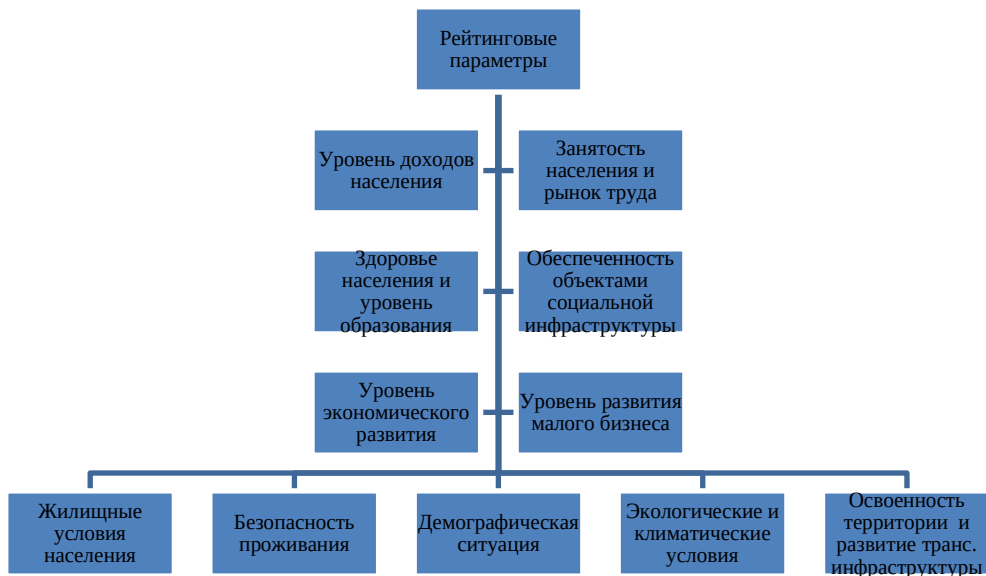 Рейтинговые
параметры
Уровень доходов
населения
Занятость
населения и
рынок труда
Здоровье
населения и
уровень
образования
Обеспеченность
объектами
социальной
инфраструктуры
Уровень
экономического
развития
Уровень развития
малого бизнеса
Жилищные
условия
населения
Безопасность
проживания
Демографическая
ситуация
Экологические и
климатические
условия
Освоенность
территории и
развитие транс.
инфраструктуры